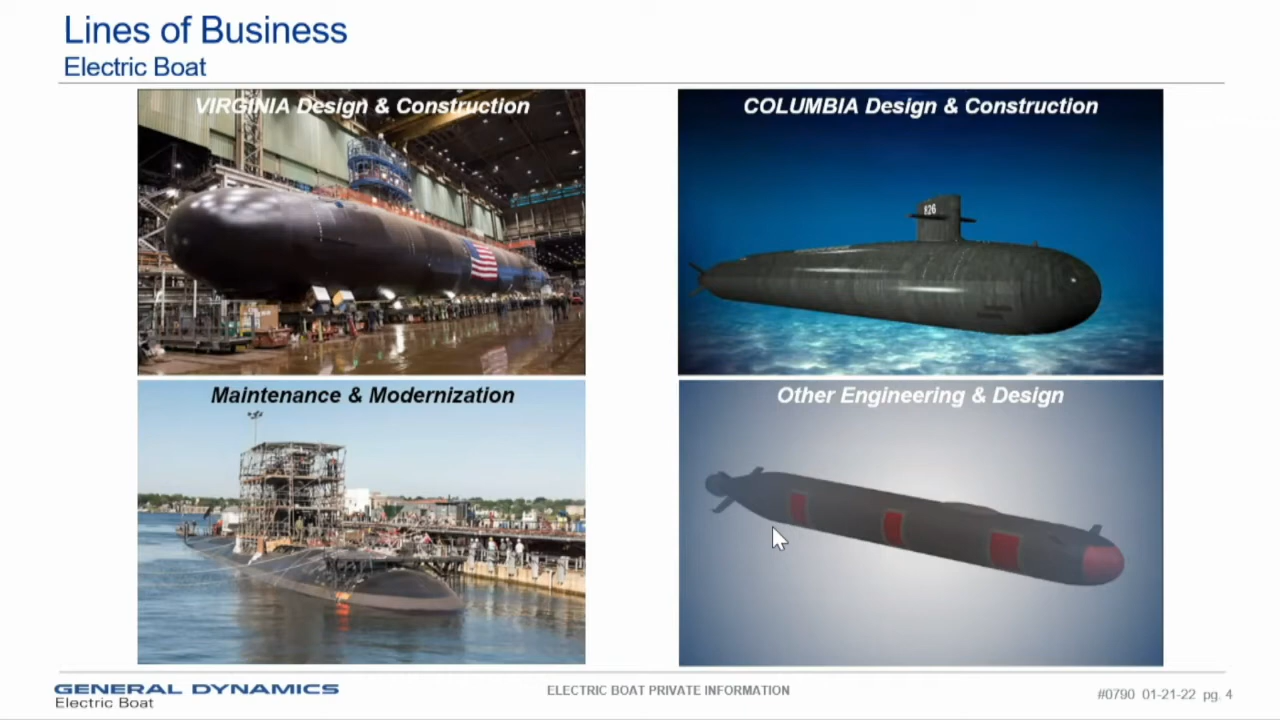 Lines of Business
Electric Boat
VIRGINIA Design & Construction
COLUMBIA Design & Construction
826
Maintenance & Modernization
Other Engineering & Design
GENERAL DYNAMICS
Electric Boat
ELECTRIC BOAT PRIVATE INFORMATION
#0790 01-21-22 pg. 4